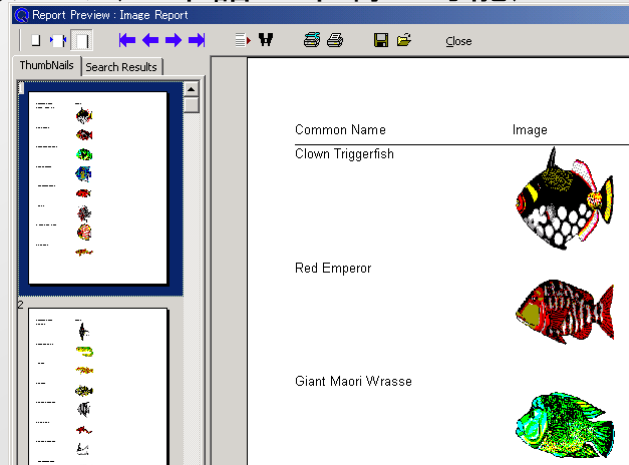 Report Preview : Image Report
Close
ThumbNails Search Results
Common Name Image
Clown Triggerfish
Red Emperor
Giant Maori Wrasse
2